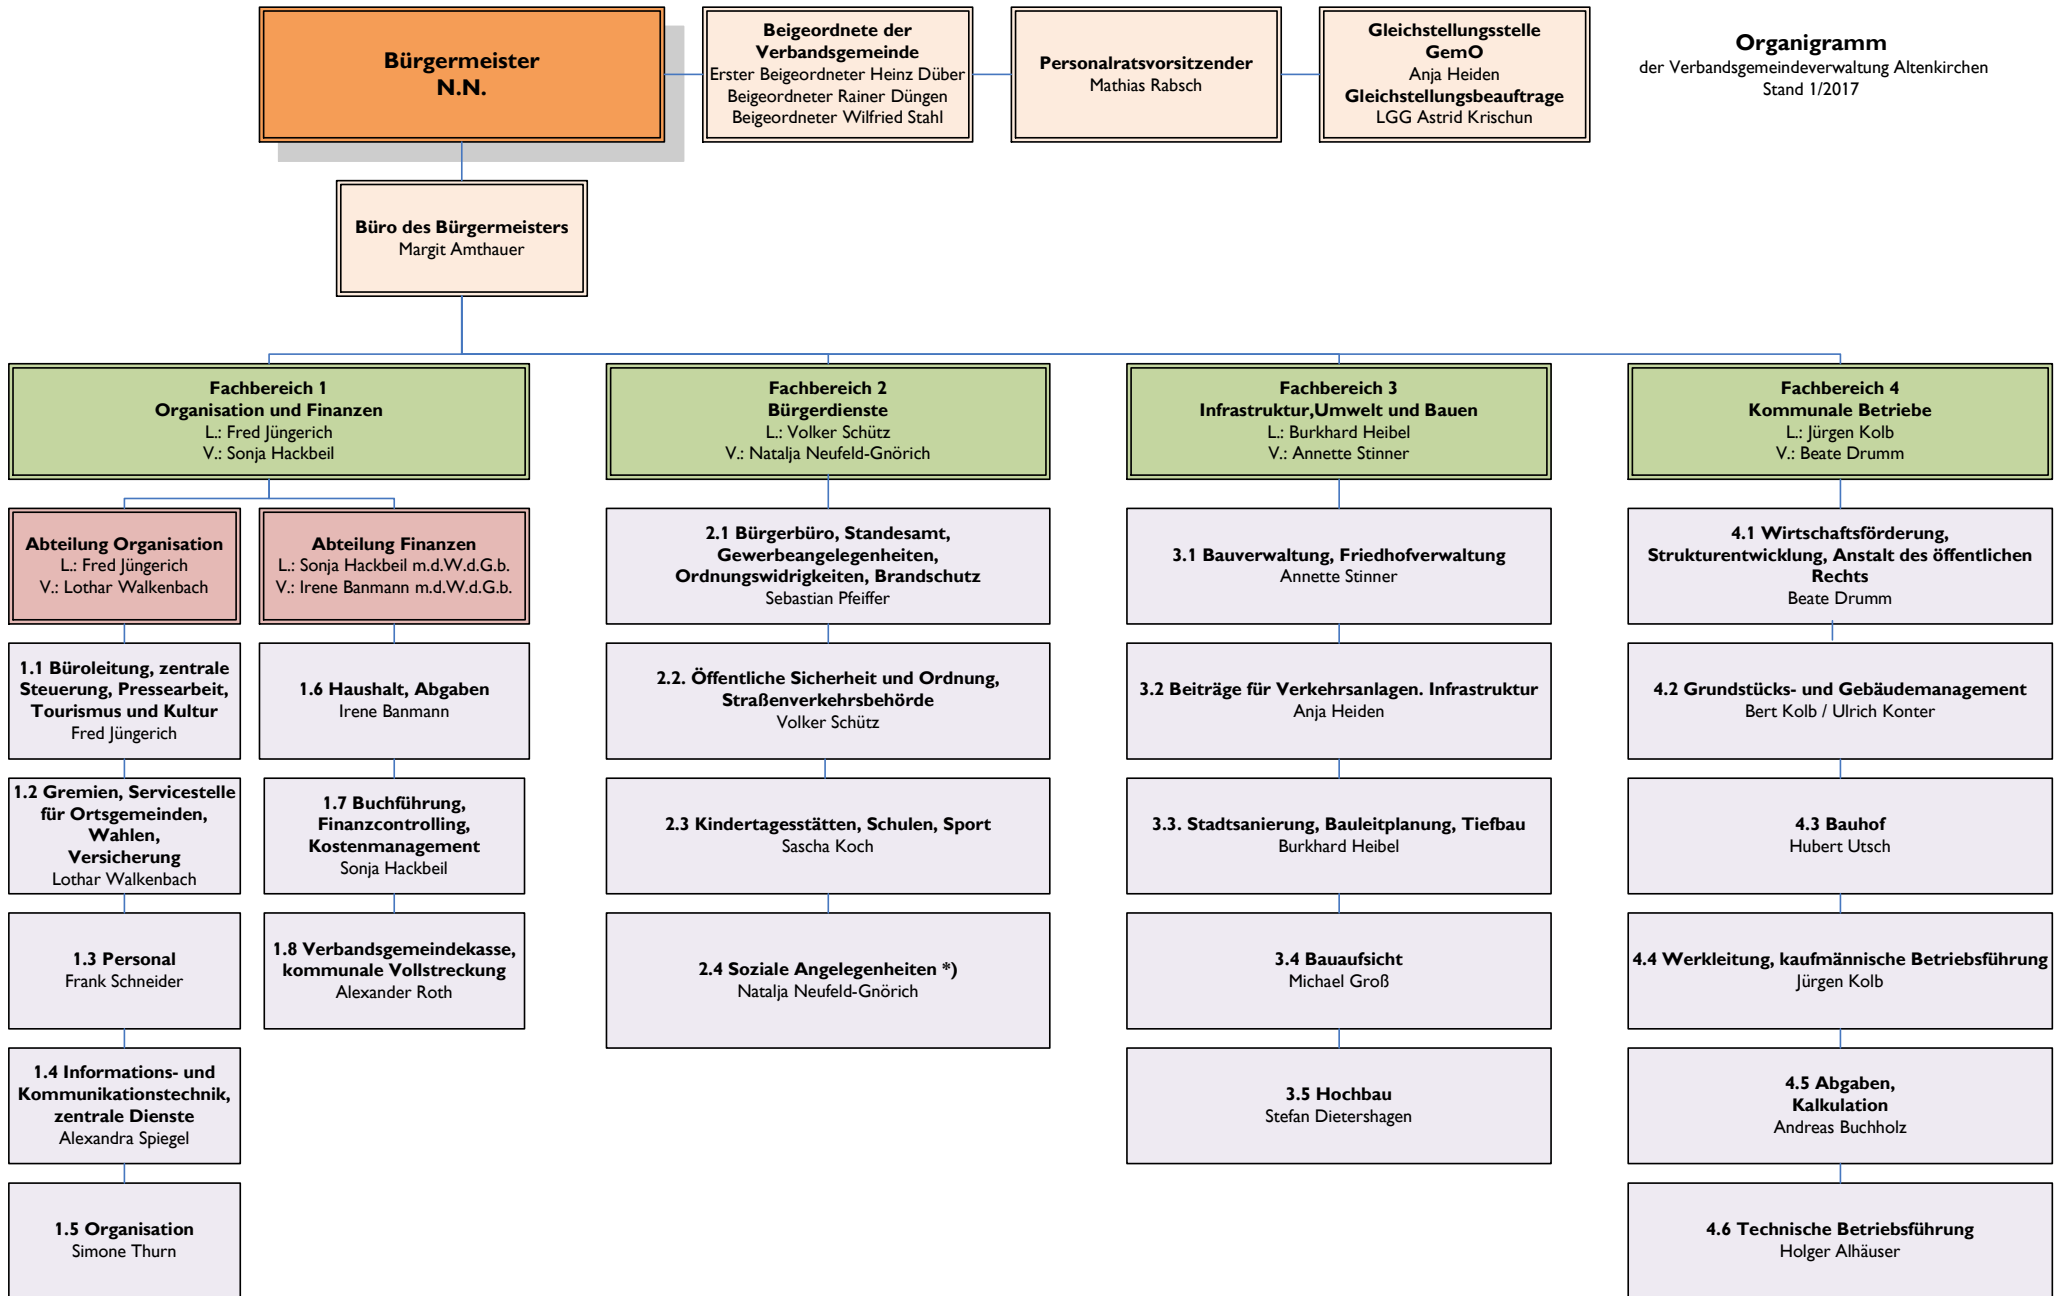 Bürgermeister
N.N.
Beigeordnete der
Verbandsgemeinde
Erster Beigeordneter Heinz Düber
Beigeordneter Rainer Düngen
Beigeordneter Wilfried Stahl
Personalratsvorsitzender
Mathias Rabsch
Gleichstellungsstelle
GemO
Anja Heiden
Gleichstellungsbeauftrage
LGG Astrid Krischun
Organigramm
der Verbandsgemeindeverwaltung Altenkirchen
Stand 1/2017
Büro des Bürgermeisters
Margit Amthauer
Fachbereich 1
Organisation und Finanzen
L.: Fred Jüngerich
V.: Sonja Hackbeil
Fachbereich 2
Bürgerdienste
L.: Volker Schütz
V.: Natalja Neufeld-Gnörich
Fachbereich 3
Infrastruktur,Umwelt und Bauen
L.: Burkhard Heibel
V.: Annette Stinner
Fachbereich 4
Kommunale Betriebe
L.: Jürgen Kolb
V.: Beate Drumm
Abteilung Organisation
L.: Fred Jüngerich
V.: Lothar Walkenbach
Abteilung Finanzen
L.: Sonja Hackbeil m.d.W.d.G.b.
V.: Irene Banmann m.d.W.d.G.b.
2.1 Bürgerbüro, Standesamt,
Gewerbeangelegenheiten,
Ordnungswidrigkeiten, Brandschutz
Sebastian Pfeiffer
3.1 Bauverwaltung, Friedhofverwaltung
Annette Stinner
4.1 Wirtschaftsförderung,
Strukturentwicklung, Anstalt des öffentlichen
Rechts
Beate Drumm
1.1 Büroleitung, zentrale
Steuerung, Pressearbeit,
Tourismus und Kultur
Fred Jüngerich
1.6 Haushalt, Abgaben
Irene Banmann
2.2. Öffentliche Sicherheit und Ordnung,
Straßenverkehrsbehörde
Volker Schütz
3.2 Beiträge für Verkehrsanlagen. Infrastruktur
Anja Heiden
4.2 Grundstücks- und Gebäudemanagement
Bert Kolb / Ulrich Konter
1.2 Gremien, Servicestelle
für Ortsgemeinden,
Wahlen,
Versicherung
Lothar Walkenbach
1.7 Buchführung,
Finanzcontrolling,
Kostenmanagement
Sonja Hackbeil
2.3 Kindertagesstätten, Schulen, Sport
Sascha Koch
3.3. Stadtsanierung, Bauleitplanung, Tiefbau
Burkhard Heibel
4.3 Bauhof
Hubert Utsch
1.3 Personal
Frank Schneider
1.8 Verbandsgemeindekasse,
kommunale Vollstreckung
Alexander Roth
2.4 Soziale Angelegenheiten *)
Natalja Neufeld-Gnörich
3.4 Bauaufsicht
Michael Groß
4.4 Werkleitung, kaufmännische Betriebsführung
Jürgen Kolb
1.4 Informations- und
Kommunikationstechnik,
zentrale Dienste
Alexandra Spiegel
3.5 Hochbau
Stefan Dietershagen
4.5 Abgaben,
Kalkulation
Andreas Buchholz
1.5 Organisation
Simone Thurn
4.6 Technische Betriebsführung
Holger Alhäuser